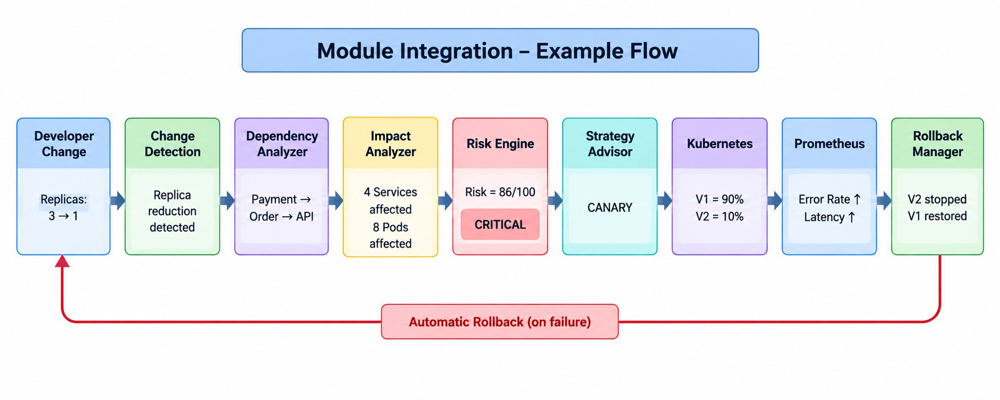 Module Integration – Example Flow
Developer
Change
Replicas:
3 → 1
Change
Detection
Replica
reduction
detected
Dependency
Analyzer
Payment →
Order → API
Impact
Analyzer
4 Services
affected
8 Pods
affected
Risk Engine
Risk = 86/100
CRITICAL
Strategy
Advisor
CANARY
Kubernetes
V1 = 90%
V2 = 10%
Prometheus
Error Rate ↑
Latency ↑
Rollback
Manager
V2 stopped
V1 restored
Automatic Rollback (on failure)